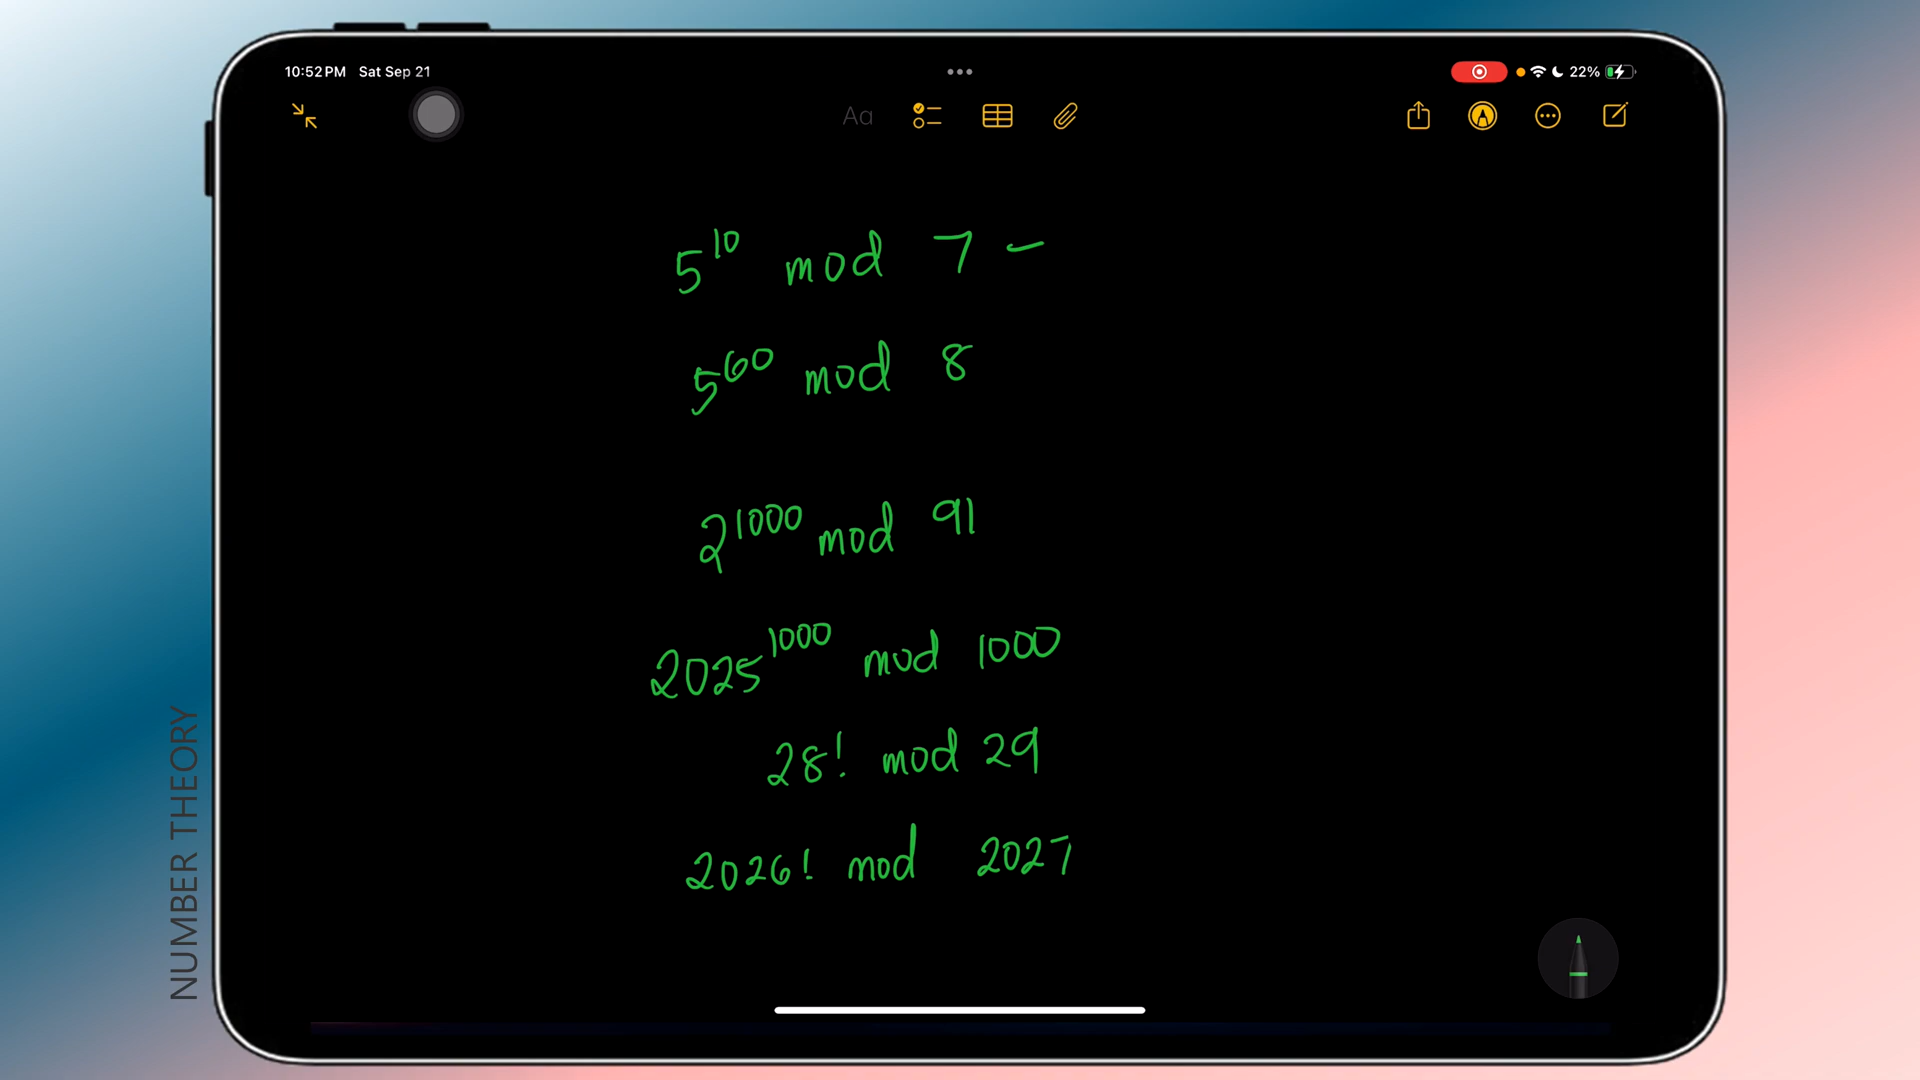 10:52 PM Sat Sep 21
22%
Aa
5^10 mod 7 –
5^60 mod 8
2^1000 mod 91
2025^1000 mod 1000
28! mod 29
2026! mod 2027
NUMBER THEORY